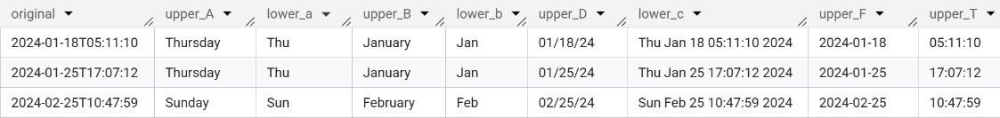 original upper_A lower_a upper_B lower_b upper_D lower_c upper_F upper_T
2024-01-18T05:11:10 Thursday Thu January Jan 01/18/24 Thu Jan 18 05:11:10 2024 2024-01-18 05:11:10
2024-01-25T17:07:12 Thursday Thu January Jan 01/25/24 Thu Jan 25 17:07:12 2024 2024-01-25 17:07:12
2024-02-25T10:47:59 Sunday Sun February Feb 02/25/24 Sun Feb 25 10:47:59 2024 2024-02-25 10:47:59